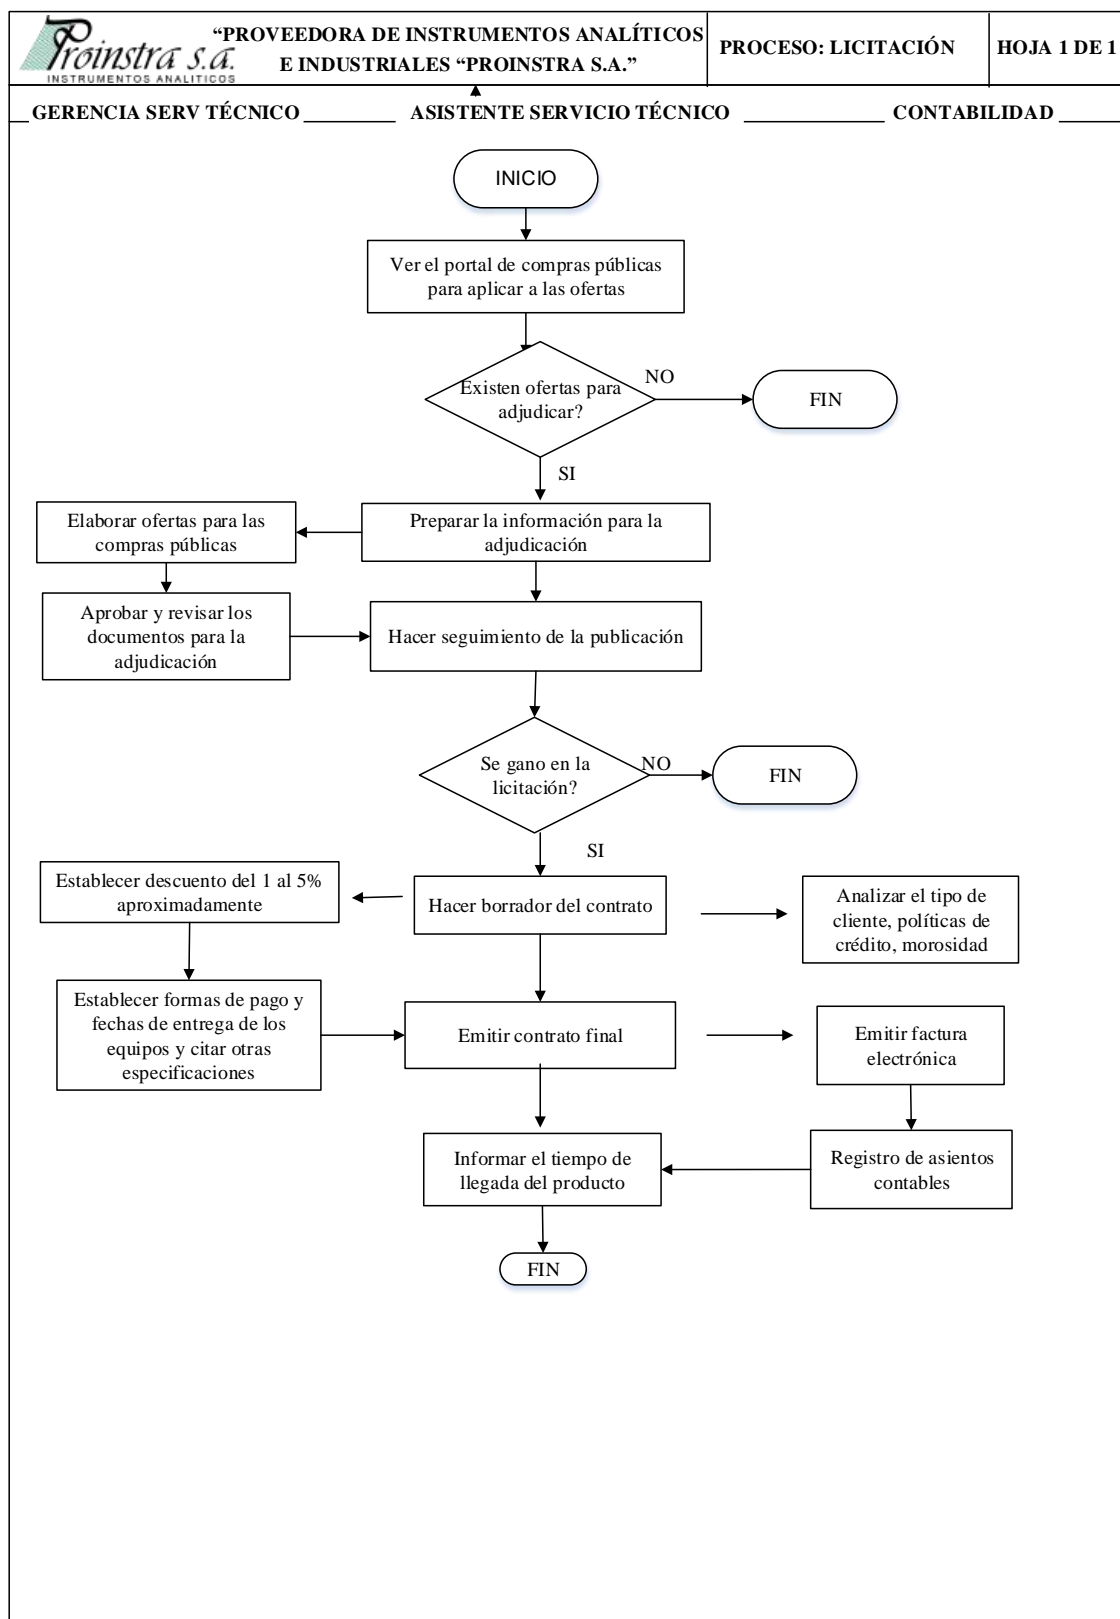 Proinstra s.a.
INSTRUMENTOS ANALITICOS
“PROVEEDORA DE INSTRUMENTOS ANALÍTICOS
E INDUSTRIALES “PROINSTRA S.A.”
PROCESO: LICITACIÓN
HOJA 1 DE 1
GERENCIA SERV TÉCNICO
ASISTENTE SERVICIO TÉCNICO
CONTABILIDAD
INICIO
Ver el portal de compras públicas
para aplicar a las ofertas
Existen ofertas para
adjudicar?
NO
FIN
SI
Elaborar ofertas para las
compras públicas
Preparar la información para la
adjudicación
Aprobar y revisar los
documentos para la
adjudicación
Hacer seguimiento de la publicación
Se gano en la
licitación?
NO
FIN
SI
Establecer descuento del 1 al 5%
aproximadamente
Hacer borrador del contrato
Analizar el tipo de
cliente, políticas de
crédito, morosidad
Establecer formas de pago y
fechas de entrega de los
equipos y citar otras
especificaciones
Emitir contrato final
Emitir factura
electrónica
Informar el tiempo de
llegada del producto
Registro de asientos
contables
FIN